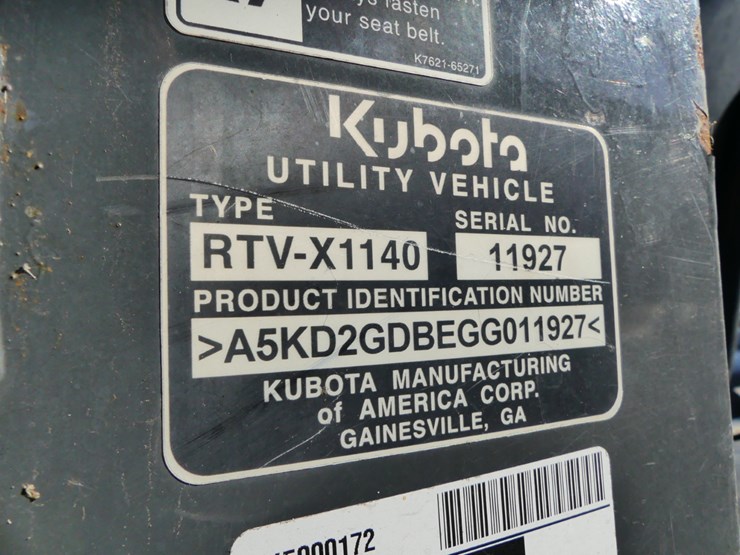 your seat belt.
K7621-65271
Kubota
UTILITY VEHICLE
TYPE
SERIAL NO.
RTV-X1140
11927
PRODUCT IDENTIFICATION NUMBER
>A5KD2GDBEGG011927<
KUBOTA MANUFACTURING
of AMERICA CORP.
GAINESVILLE, GA